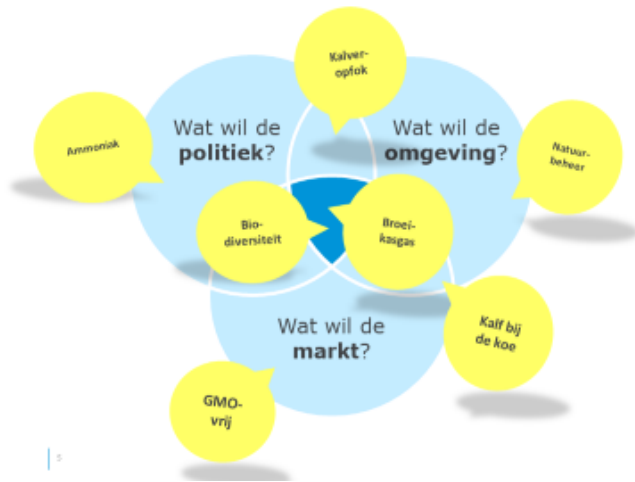 Kalver-
opfok
Wat wil de
politiek?
Wat wil de
omgeving?
Ammoniak
Natuur-
beheer
Bio-
diversiteit
Broei-
kasgas
Wat wil de
markt?
Kalf bij
de koe
GMO-
vrij
5